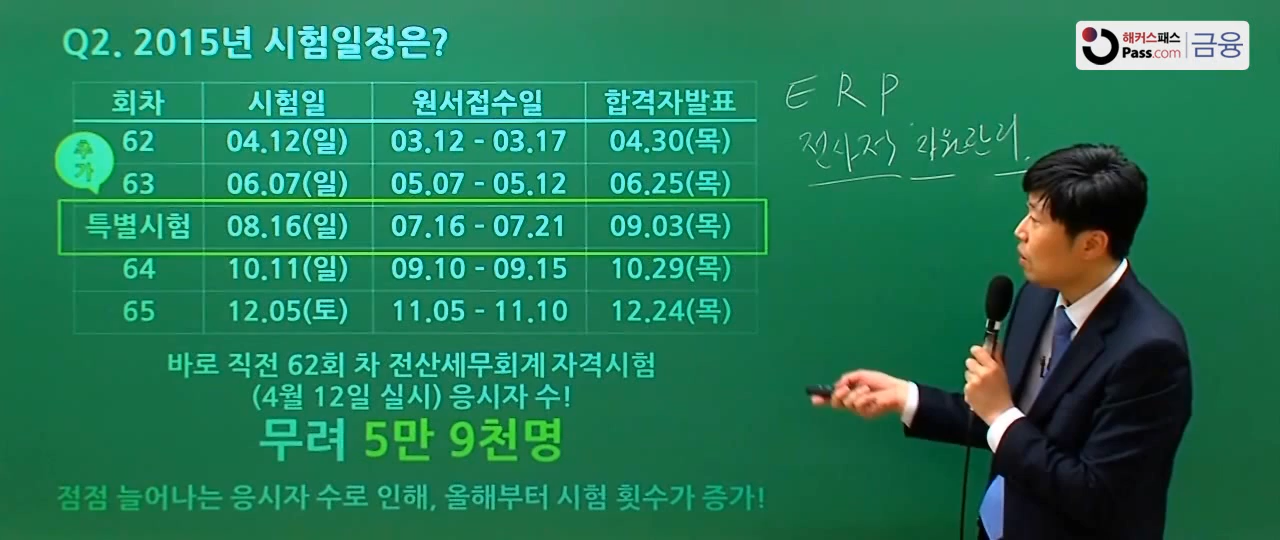 Q2. 2015년 시험일정은?
회차 시험일 원서접수일 합격자발표
62 04.12(일) 03.12 - 03.17 04.30(목)
추가
63 06.07(일) 05.07 - 05.12 06.25(목)
특별시험 08.16(일) 07.16 - 07.21 09.03(목)
64 10.11(일) 09.10 - 09.15 10.29(목)
65 12.05(토) 11.05 - 11.10 12.24(목)
바로 직전 62회 차 전산세무회계 자격시험
(4월 12일 실시) 응시자 수!
무려 5만 9천명
점점 늘어나는 응시자 수로 인해, 올해부터 시험 횟수가 증가!
E R P
전사적 자원관리.
해커스패스
Pass.com 금융